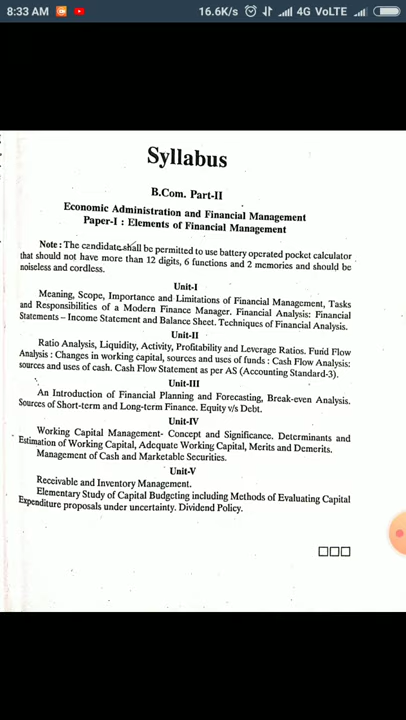 8:33 AM
16.6K/s 4G VoLTE
Syllabus
B.Com. Part-II
Economic Administration and Financial Management
Paper-I : Elements of Financial Management
Note : The candidate shall be permitted to use battery operated pocket calculator
that should not have more than 12 digits, 6 functions and 2 memories and should be
noiseless and cordless.
Unit-I
Meaning, Scope, Importance and Limitations of Financial Management, Tasks
and Responsibilities of a Modern Finance Manager. Financial Analysis: Financial
Statements – Income Statement and Balance Sheet. Techniques of Financial Analysis.
Unit-II
Ratio Analysis, Liquidity, Activity, Profitability and Leverage Ratios. Fund Flow
Analysis : Changes in working capital, sources and uses of funds : Cash Flow Analysis:
sources and uses of cash. Cash Flow Statement as per AS (Accounting Standard-3).
Unit-III
An Introduction of Financial Planning and Forecasting, Break-even Analysis.
Sources of Short-term and Long-term Finance. Equity v/s Debt.
Unit-IV
Working Capital Management- Concept and Significance. Determinants and
Estimation of Working Capital, Adequate Working Capital, Merits and Demerits.
Management of Cash and Marketable Securities.
Unit-V
Receivable and Inventory Management.
Elementary Study of Capital Budgeting including Methods of Evaluating Capital
Expenditure proposals under uncertainty. Dividend Policy.